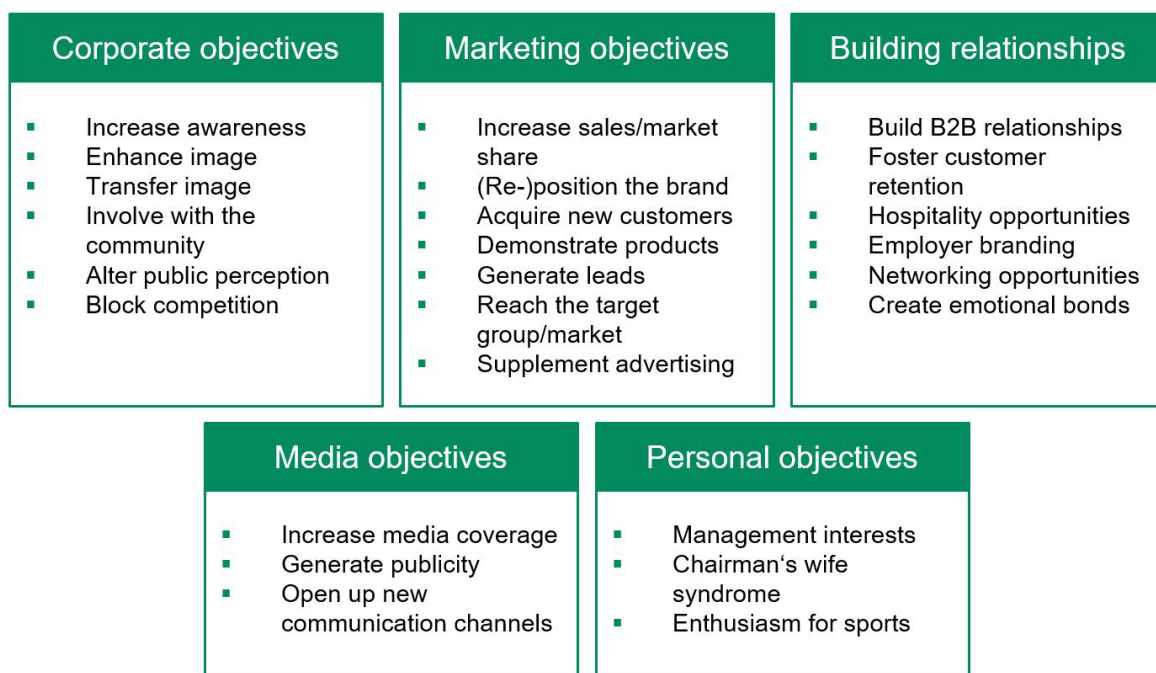 Corporate objectives
▪ Increase awareness
▪ Enhance image
▪ Transfer image
▪ Involve with the
community
▪ Alter public perception
▪ Block competition
Marketing objectives
▪ Increase sales/market
share
▪ (Re-)position the brand
▪ Acquire new customers
▪ Demonstrate products
▪ Generate leads
▪ Reach the target
group/market
▪ Supplement advertising
Building relationships
▪ Build B2B relationships
▪ Foster customer
retention
▪ Hospitality opportunities
▪ Employer branding
▪ Networking opportunities
▪ Create emotional bonds
Media objectives
▪ Increase media coverage
▪ Generate publicity
▪ Open up new
communication channels
Personal objectives
▪ Management interests
▪ Chairman‘s wife
syndrome
▪ Enthusiasm for sports